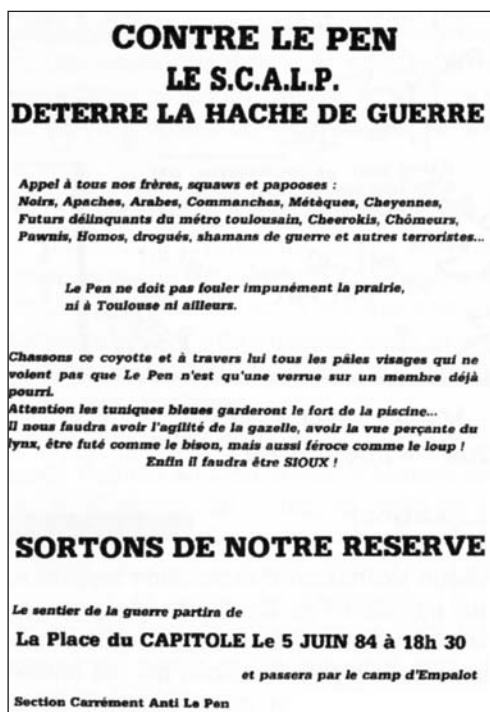 CONTRE LE PEN
LE S.C.A.L.P.
DETERRE LA HACHE DE GUERRE
Appel à tous nos frères, squaws et papooses :
Noirs, Apaches, Arabes, Commanches, Métèques, Cheyennes,
Futurs délinquants du métro toulousain, Cheerokis, Chômeurs,
Pawnis, Homos, drogués, shamans de guerre et autres terroristes...
Le Pen ne doit pas fouler impunément la prairie,
ni à Toulouse ni ailleurs.
Chassons ce coyotte et à travers lui tous les pâles visages qui ne
voient pas que Le Pen n'est qu'une verrue sur un membre déjà
pourri.
Attention les tuniques bleues garderont le fort de la piscine...
Il nous faudra avoir l'agilité de la gazelle, avoir la vue perçante du
lynx, être futé comme le bison, mais aussi féroce comme le loup !
Enfin il faudra être SIOUX !
SORTONS DE NOTRE RESERVE
Le sentier de la guerre partira de
La Place du CAPITOLE Le 5 JUIN 84 à 18h 30
et passera par le camp d'Empalot
Section Carrément Anti Le Pen